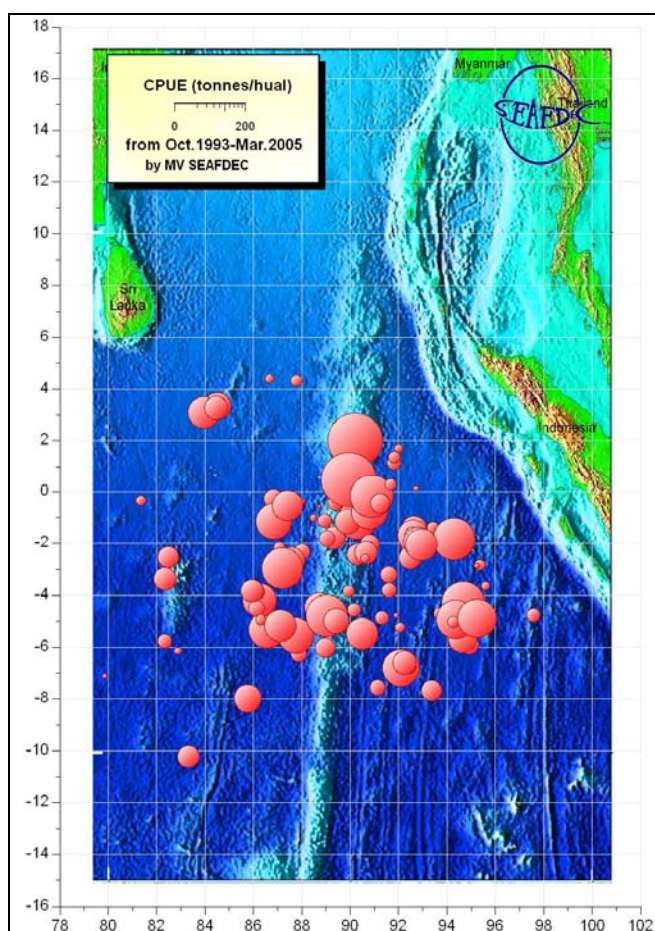 18
16
14
12
10
8
6
4
2
0
-2
-4
-6
-8
-10
-12
-14
-16
CPUE (tonnes/hual)
0 200
from Oct.1993-Mar.2005
by MV SEAFDEC
Myanmar
Thailand
SEAFDEC
Sri
Lanka
Indonesia
78 80 82 84 86 88 90 92 94 96 98 100 102